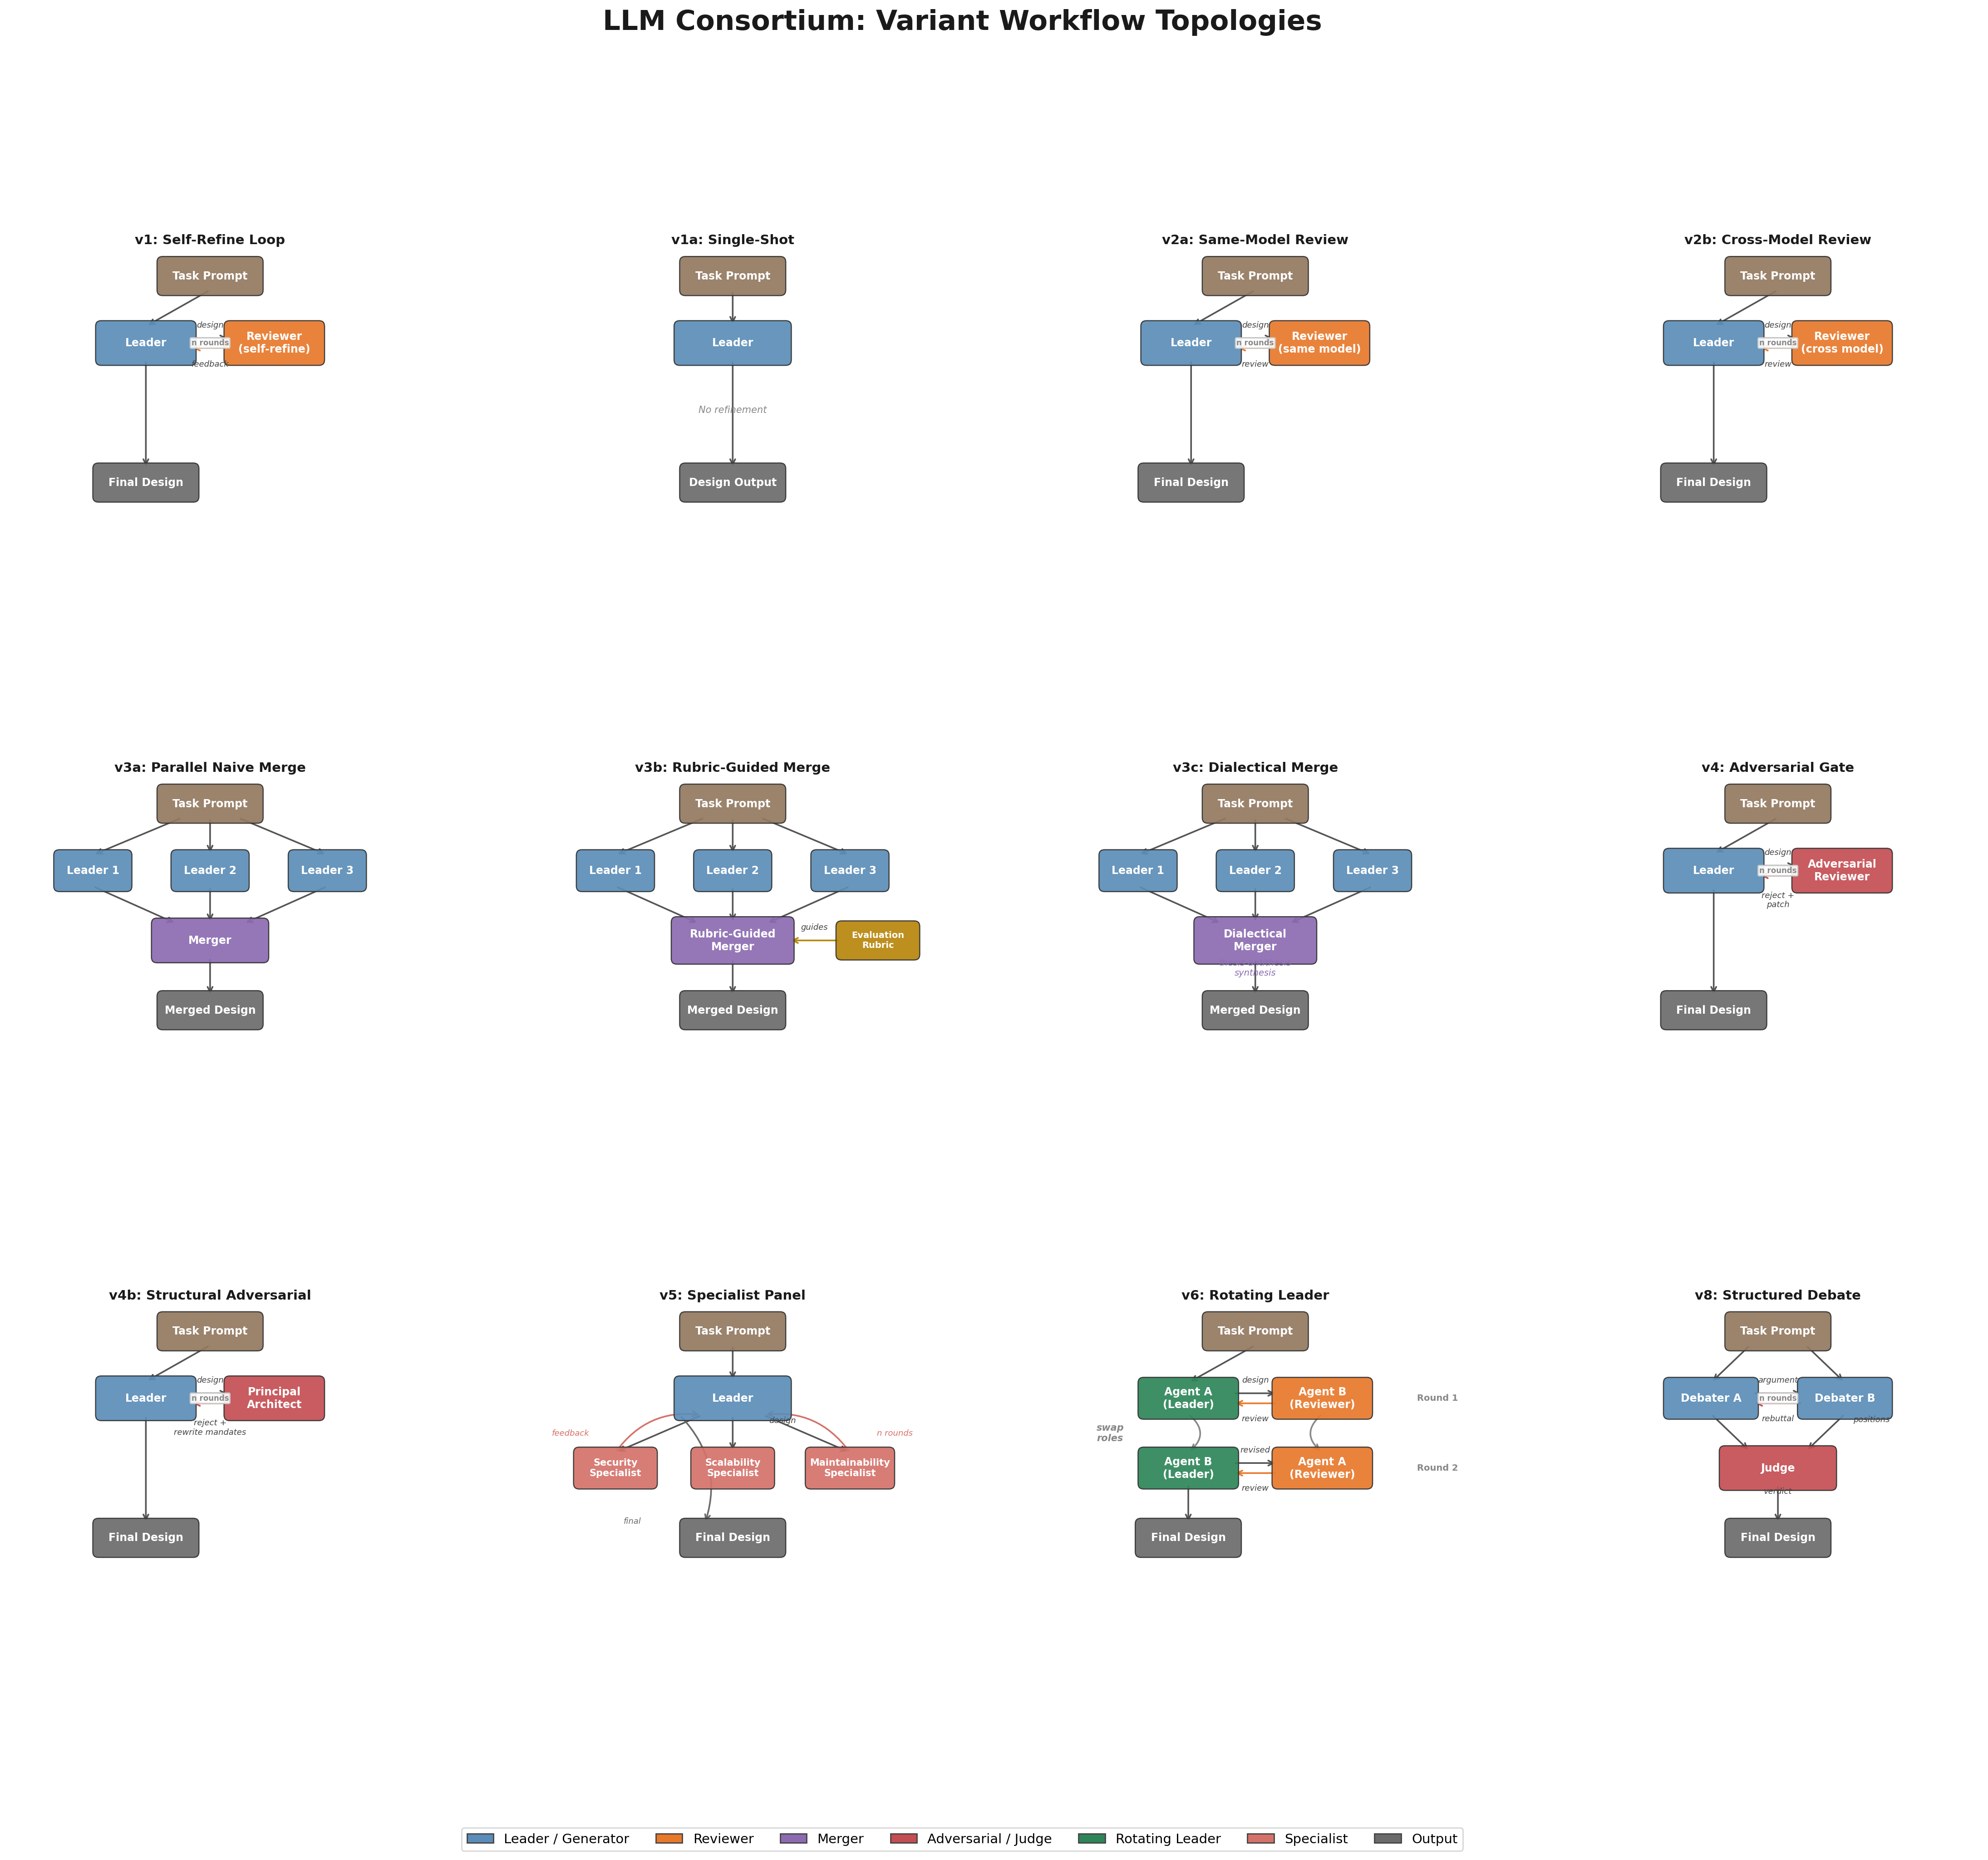 LLM Consortium: Variant Workflow Topologies
v1: Self-Refine Loop
Task Prompt
design
Leader
n rounds
Reviewer
(self-refine)
feedback
Final Design
v1a: Single-Shot
Task Prompt
Leader
No refinement
Design Output
v2a: Same-Model Review
Task Prompt
design
Leader
n rounds
Reviewer
(same model)
review
Final Design
v2b: Cross-Model Review
Task Prompt
design
Leader
n rounds
Reviewer
(cross model)
review
Final Design
v3a: Parallel Naive Merge
Task Prompt
Leader 1
Leader 2
Leader 3
Merger
Merged Design
v3b: Rubric-Guided Merge
Task Prompt
Leader 1
Leader 2
Leader 3
Rubric-Guided
Merger
guides
Evaluation
Rubric
Merged Design
v3c: Dialectical Merge
Task Prompt
Leader 1
Leader 2
Leader 3
Dialectical
Merger
synthesis
Merged Design
v4: Adversarial Gate
Task Prompt
design
Leader
n rounds
Adversarial
Reviewer
reject +
patch
Final Design
v4b: Structural Adversarial
Task Prompt
design
Leader
n rounds
Principal
Architect
reject +
rewrite mandates
Final Design
v5: Specialist Panel
Task Prompt
Leader
design
feedback
n rounds
Security
Specialist
Scalability
Specialist
Maintainability
Specialist
final
Final Design
v6: Rotating Leader
Task Prompt
Agent A
(Leader)
design
review
Agent B
(Reviewer)
Round 1
swap
roles
Agent B
(Leader)
revised
review
Agent A
(Reviewer)
Round 2
Final Design
v8: Structured Debate
Task Prompt
argument
Debater A
n rounds
Debater B
rebuttal
positions
Judge
verdict
Final Design
Leader / Generator
Reviewer
Merger
Adversarial / Judge
Rotating Leader
Specialist
Output